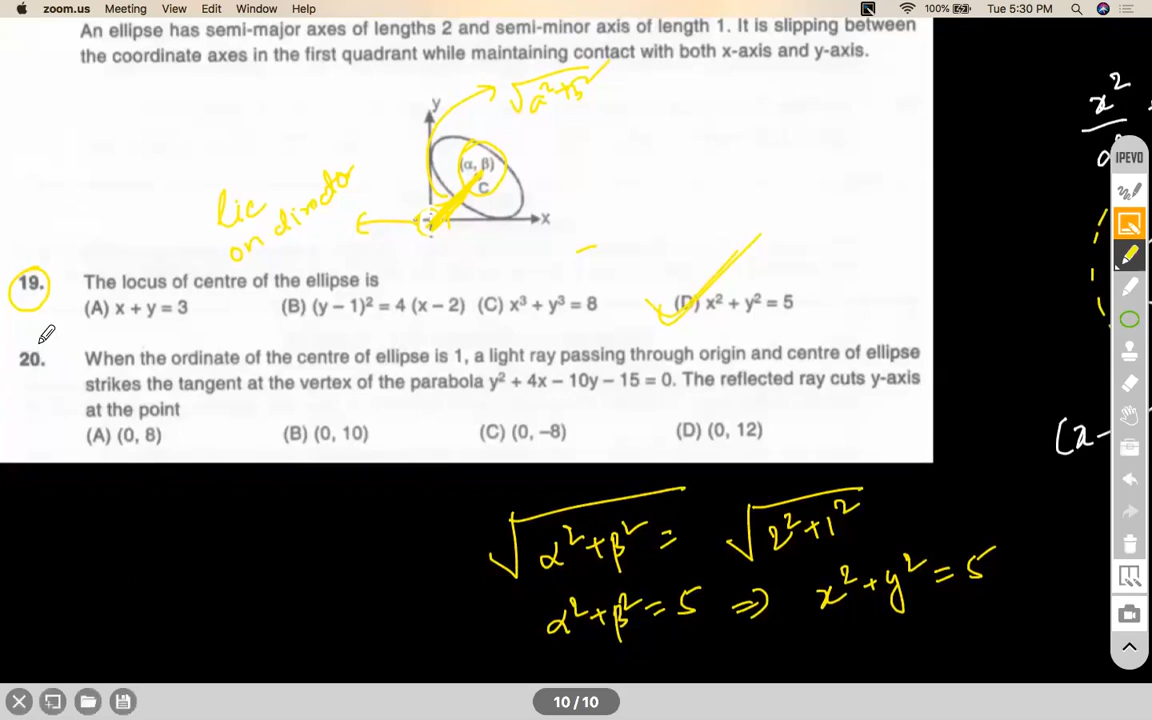 zoom.us Meeting View Edit Window Help 100% Tue 5:30 PM
An ellipse has semi-major axes of lengths 2 and semi-minor axis of length 1. It is slipping between
the coordinate axes in the first quadrant while maintaining contact with both x-axis and y-axis.
√a²+b²
y
(α, β)
C
x
lie
on director
19. The locus of centre of the ellipse is
(A) x + y = 3 (B) (y – 1)² = 4 (x – 2) (C) x³ + y³ = 8 (D) x² + y² = 5
20. When the ordinate of the centre of ellipse is 1, a light ray passing through origin and centre of ellipse
strikes the tangent at the vertex of the parabola y² + 4x – 10y – 15 = 0. The reflected ray cuts y-axis
at the point
(A) (0, 8) (B) (0, 10) (C) (0, –8) (D) (0, 12)
√α²+β² = √2²+1²
α²+β² = 5 ⇒ x²+y² = 5
x²
(x-
IPEVO
10 / 10